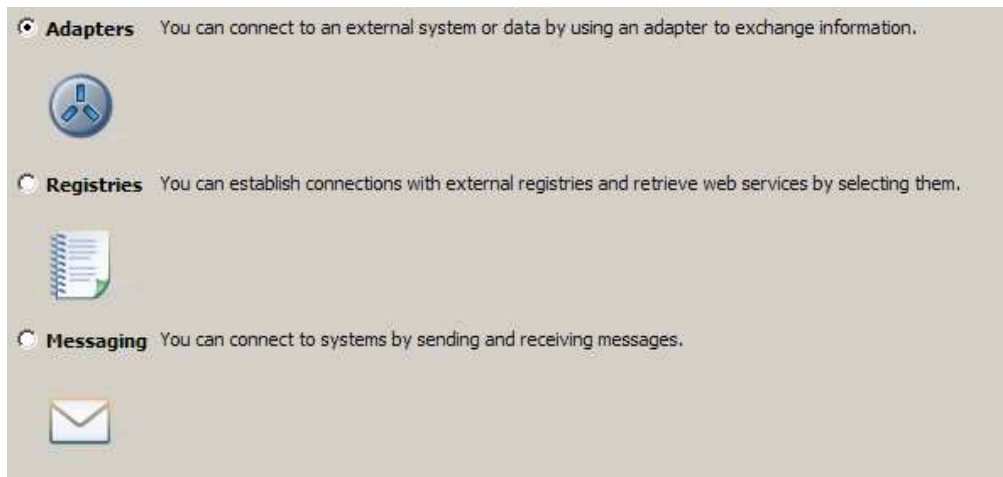 Adapters You can connect to an external system or data by using an adapter to exchange information.
Registries You can establish connections with external registries and retrieve web services by selecting them.
Messaging You can connect to systems by sending and receiving messages.